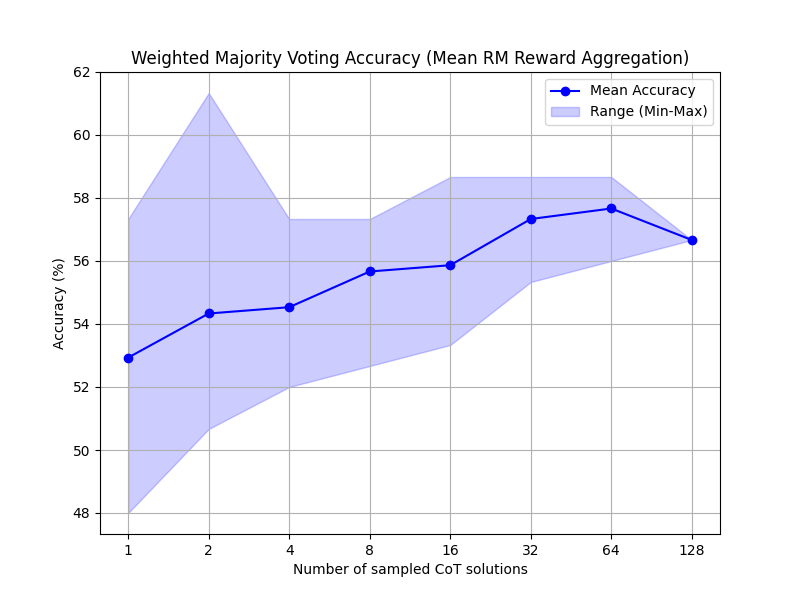 Weighted Majority Voting Accuracy (Mean RM Reward Aggregation)
Mean Accuracy
Range (Min-Max)
Accuracy (%)
62
60
58
56
54
52
50
48
1 2 4 8 16 32 64 128
Number of sampled CoT solutions